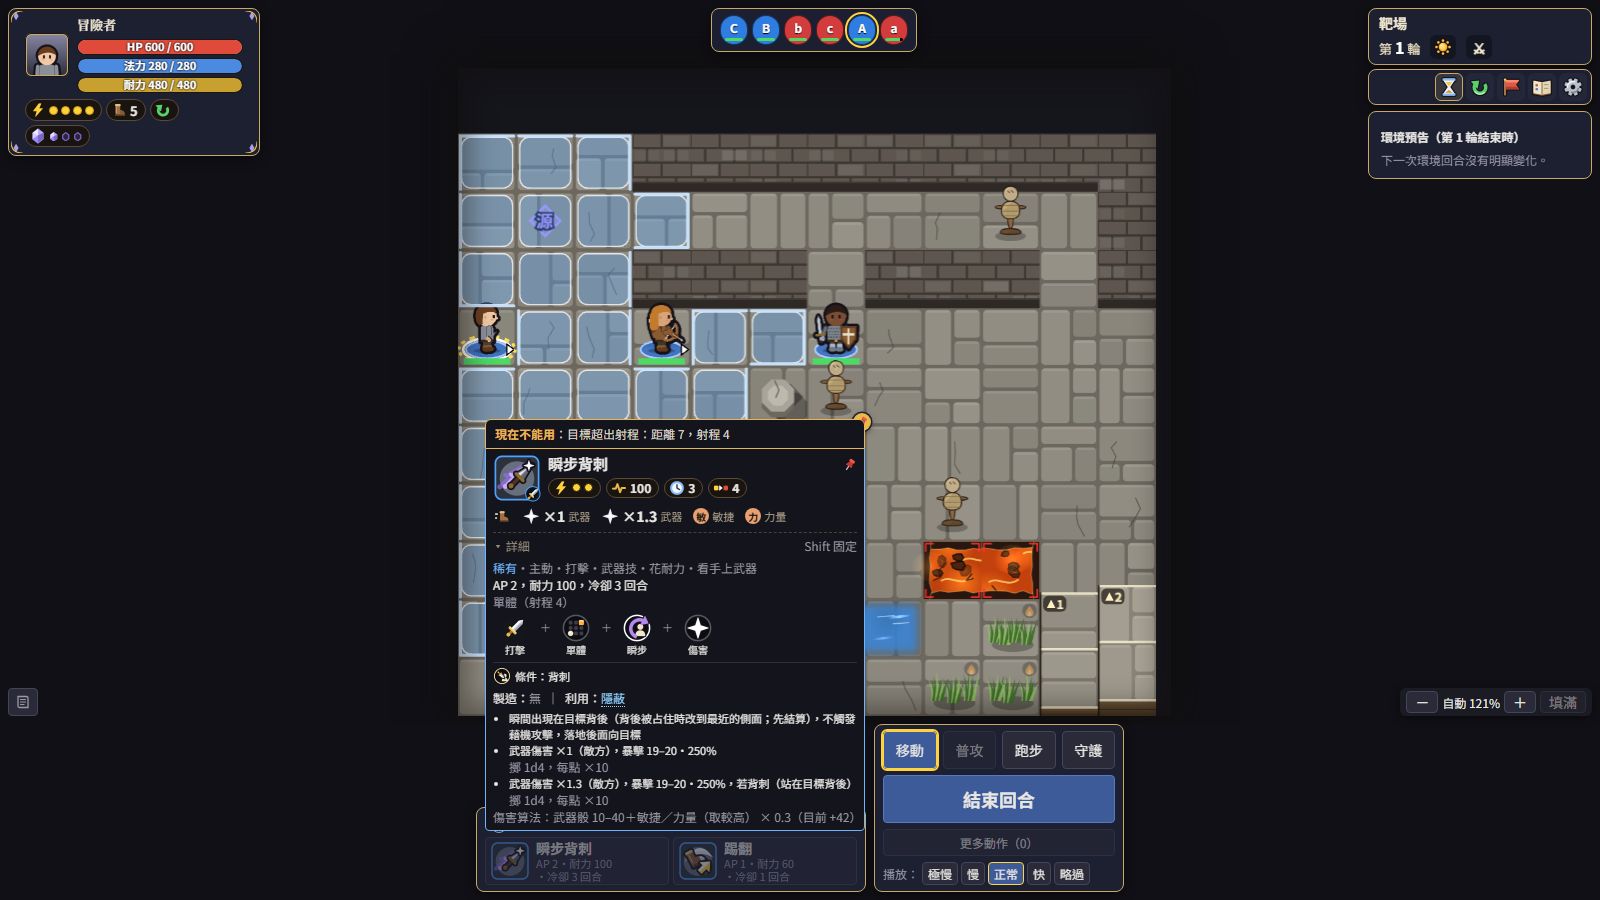 冒險者
HP 600 / 600
法力 280 / 280
耐力 480 / 480
5
C B b c A a
靶場
第 1 輪
環境預告（第 1 輪結束時）
下一次環境回合沒有明顯變化。
源
▲1
▲2
現在不能用：目標超出射程：距離 7，射程 4
瞬步背刺
100 3 4
×1 武器 ×1.3 武器 敏 敏捷 力 力量
詳細
Shift 固定
稀有・主動・打擊・武器技・花耐力・看手上武器
AP 2，耐力 100，冷卻 3 回合
單體（射程 4）
打擊 + 單體 + 瞬步 + 傷害
條件：背刺
製造：無 ｜ 利用：隱蔽
• 瞬間出現在目標背後（背後被占住時改到最近的側面；先結算），不觸發
藉機攻擊，落地後面向目標
• 武器傷害 ×1（敵方），暴擊 19–20・250%
擲 1d4，每點 ×10
• 武器傷害 ×1.3（敵方），暴擊 19–20・250%，若背刺（站在目標背後）
擲 1d4，每點 ×10
傷害算法：武器骰 10–40＋敏捷／力量（取較高） × 0.3（目前 +42）
瞬步背刺
AP 2・耐力 100
・冷卻 3 回合
踢翻
AP 1・耐力 60
・冷卻 1 回合
自動 121%
填滿
移動 普攻 跑步 守護
結束回合
更多動作（0）
播放： 極慢 慢 正常 快 略過